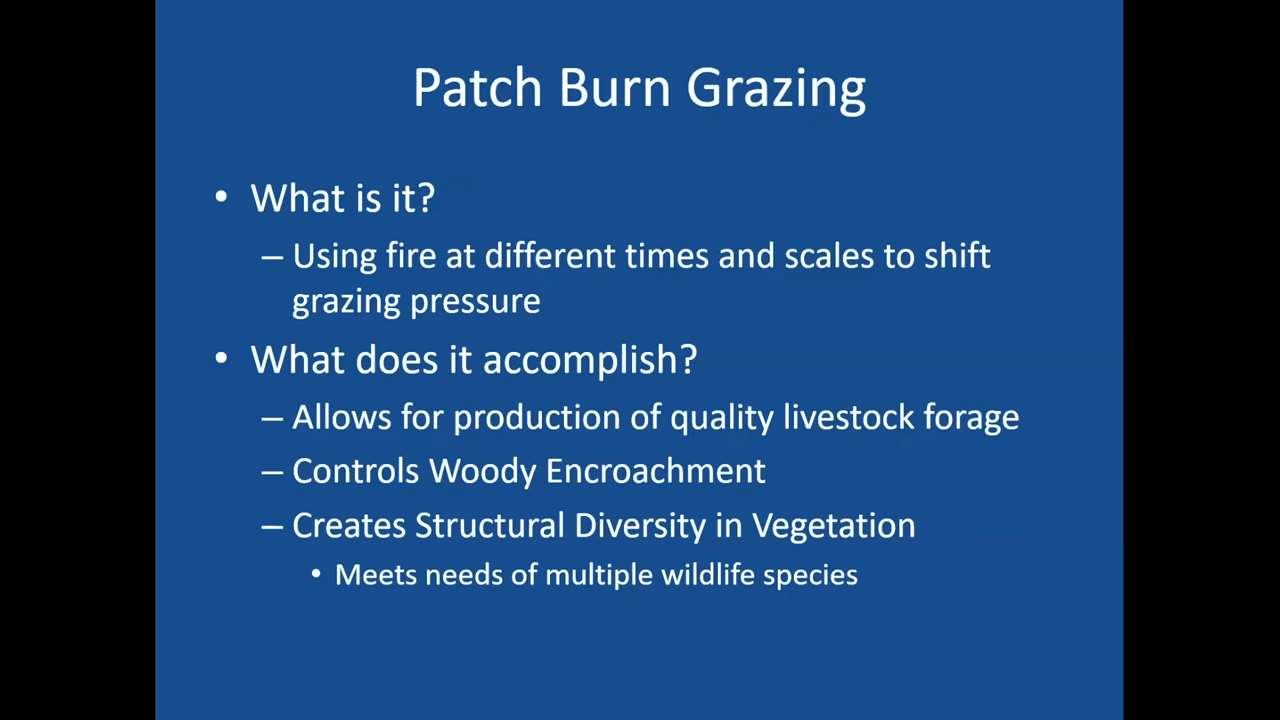 Patch Burn Grazing
• What is it?
– Using fire at different times and scales to shift
grazing pressure
• What does it accomplish?
– Allows for production of quality livestock forage
– Controls Woody Encroachment
– Creates Structural Diversity in Vegetation
• Meets needs of multiple wildlife species